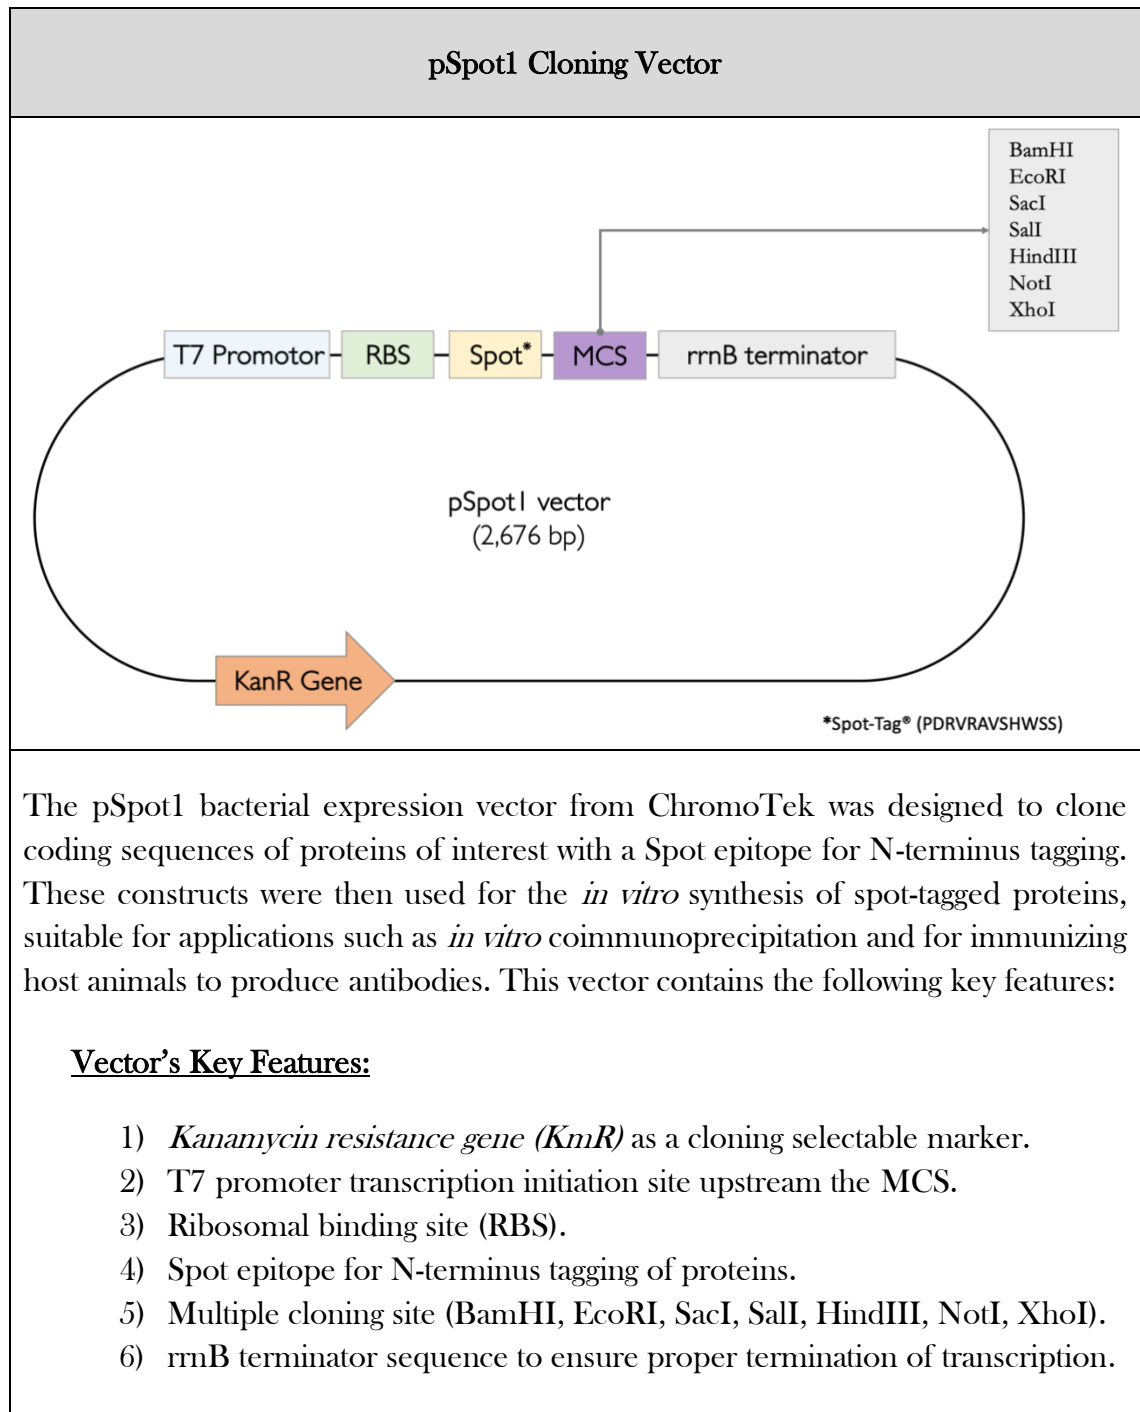 pSpot1 Cloning Vector
BamHI
EcoRI
SacI
SalI
HindIII
NotI
XhoI
T7 Promotor
RBS
Spot*
MCS
rrnB terminator
pSpot1 vector
(2,676 bp)
KanR Gene
*Spot-Tag® (PDRVRAVSHWSS)
The pSpot1 bacterial expression vector from ChromoTek was designed to clone
coding sequences of proteins of interest with a Spot epitope for N-terminus tagging.
These constructs were then used for the in vitro synthesis of spot-tagged proteins,
suitable for applications such as in vitro coimmunoprecipitation and for immunizing
host animals to produce antibodies. This vector contains the following key features:
Vector’s Key Features:
1) Kanamycin resistance gene (KmR) as a cloning selectable marker.
2) T7 promoter transcription initiation site upstream the MCS.
3) Ribosomal binding site (RBS).
4) Spot epitope for N-terminus tagging of proteins.
5) Multiple cloning site (BamHI, EcoRI, SacI, SalI, HindIII, NotI, XhoI).
6) rrnB terminator sequence to ensure proper termination of transcription.